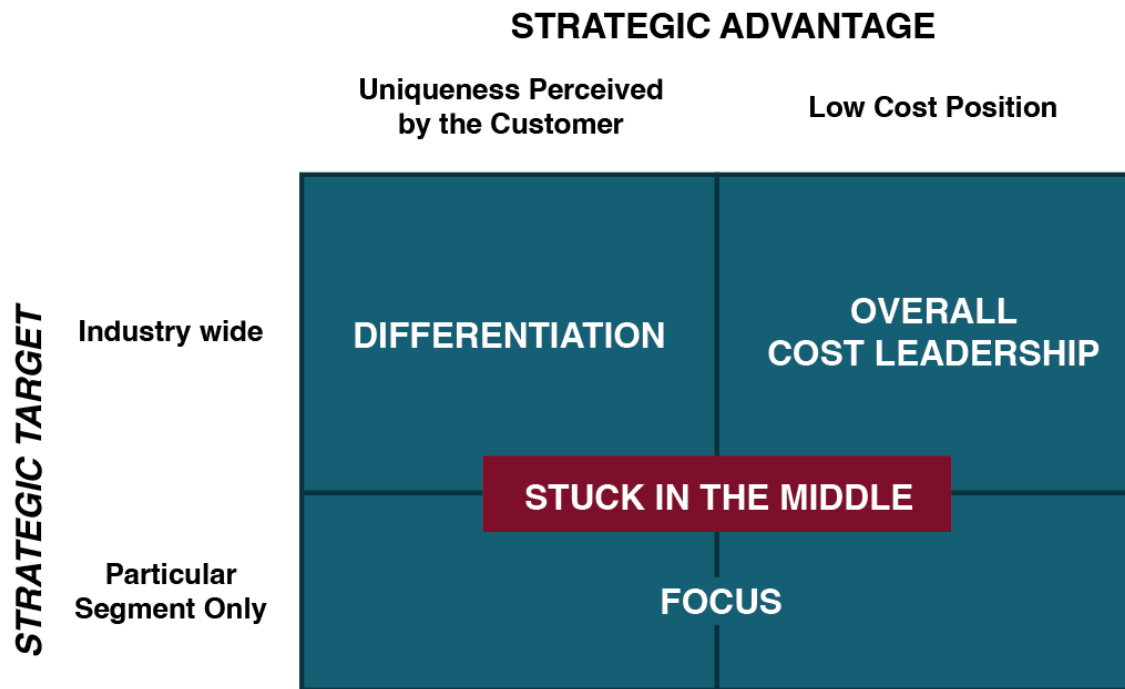 STRATEGIC ADVANTAGE
Uniqueness Perceived
by the Customer
Low Cost Position
STRATEGIC TARGET
Industry wide
DIFFERENTIATION
OVERALL
COST LEADERSHIP
STUCK IN THE MIDDLE
Particular
Segment Only
FOCUS